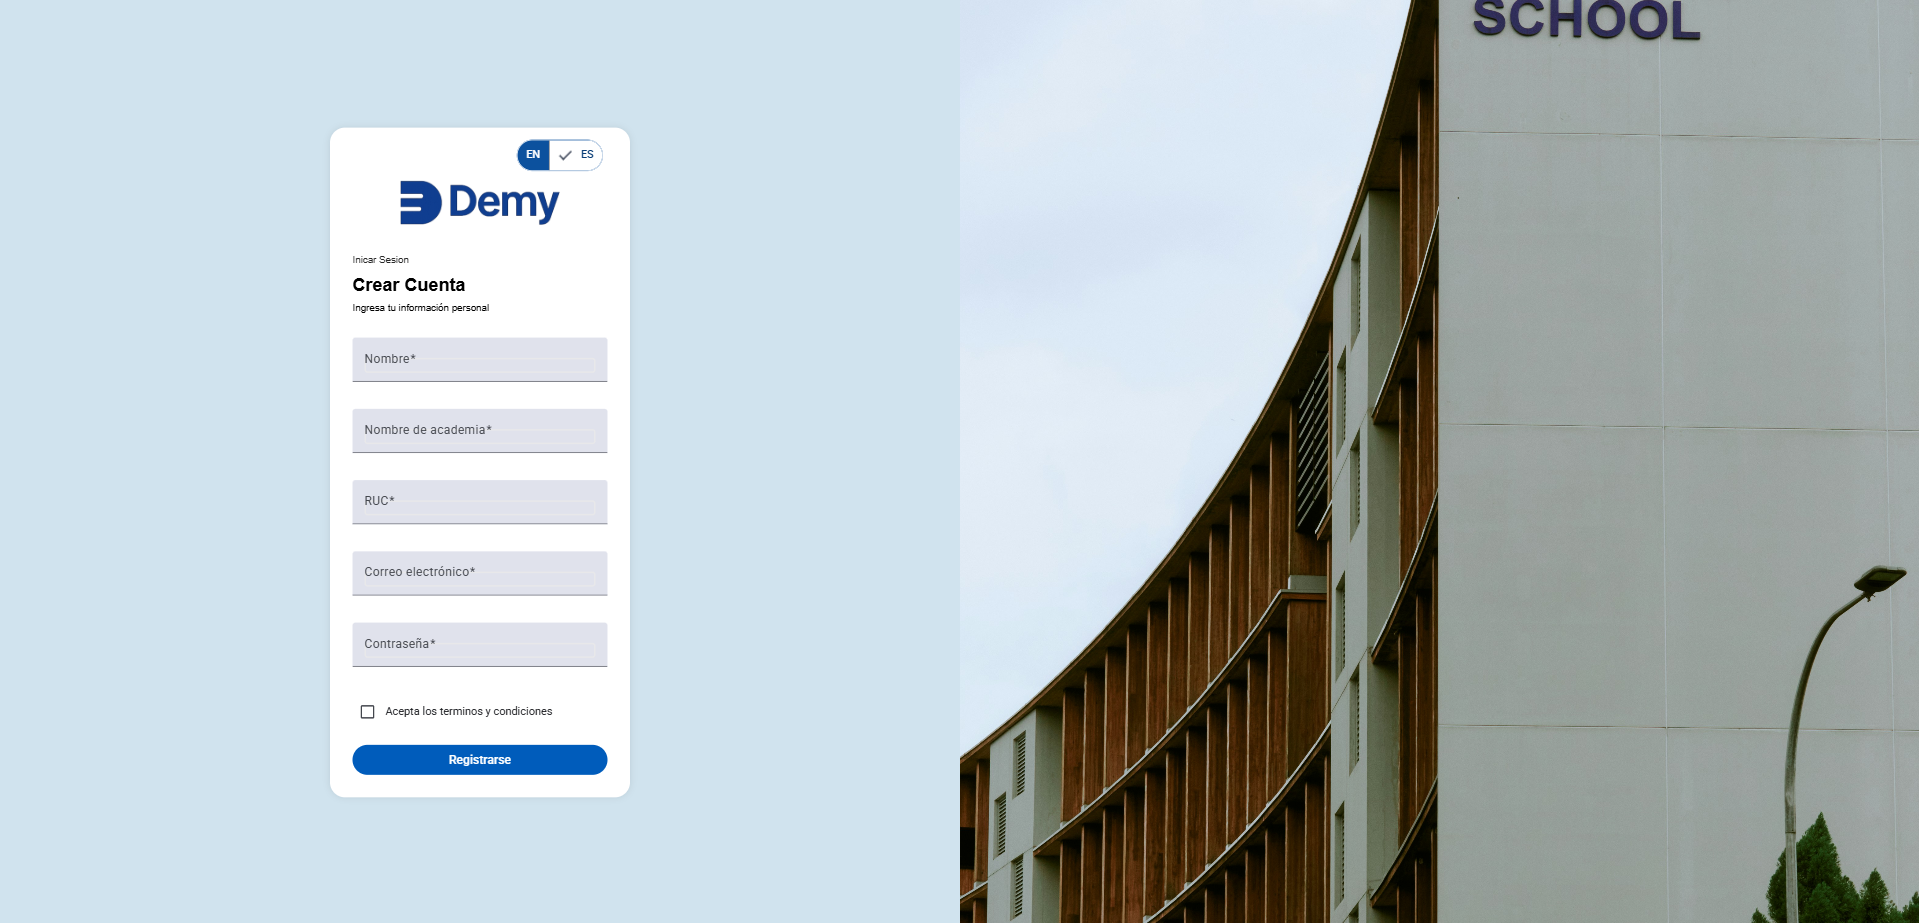 EN ES
Demy
Inicar Sesion
Crear Cuenta
Ingresa tu información personal
Nombre*
Nombre de academia*
RUC*
Correo electrónico*
Contraseña*
Acepta los terminos y condiciones
Registrarse
SCHOOL